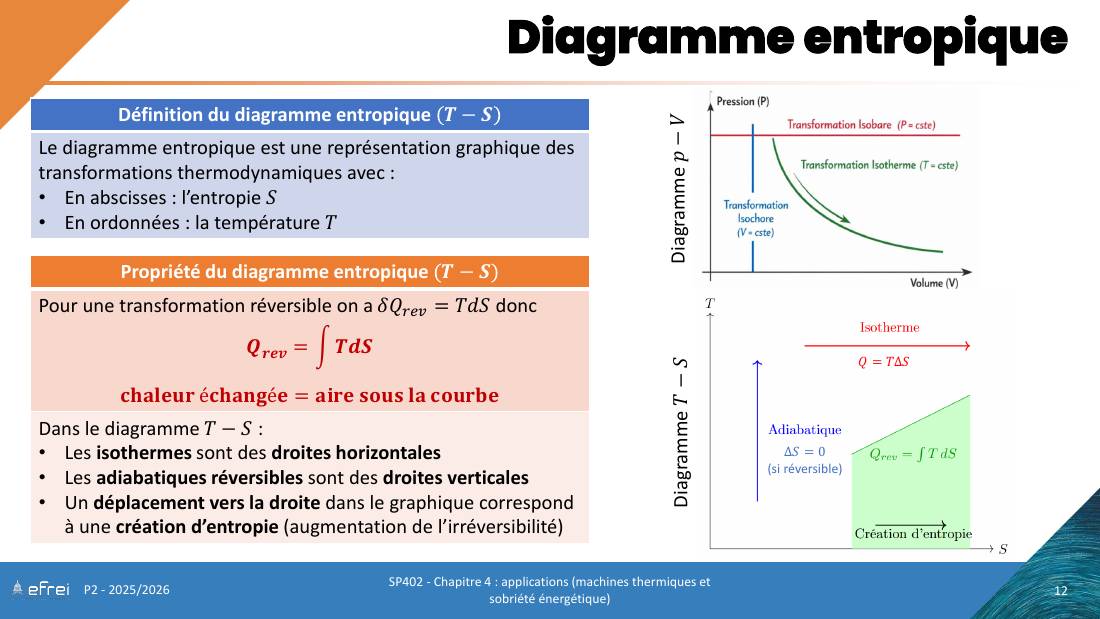 Diagramme entropique
Définition du diagramme entropique (T − S)
Le diagramme entropique est une représentation graphique des
transformations thermodynamiques avec :
• En abscisses : l'entropie S
• En ordonnées : la température T
Propriété du diagramme entropique (T − S)
Pour une transformation réversible on a δQrev = TdS donc
Qrev = ∫ TdS
chaleur échangée = aire sous la courbe
Dans le diagramme T − S :
• Les isothermes sont des droites horizontales
• Les adiabatiques réversibles sont des droites verticales
• Un déplacement vers la droite dans le graphique correspond
à une création d'entropie (augmentation de l'irréversibilité)
Diagramme p − V
Pression (P)
Transformation Isobare (P = cste)
Transformation Isotherme (T = cste)
Transformation
Isochore
(V = cste)
Volume (V)
Diagramme T − S
T
Isotherme
Q = TΔS
Adiabatique
ΔS = 0
(si réversible)
Qrev = ∫ T dS
Création d'entropie
S
efrei
P2 - 2025/2026
SP402 - Chapitre 4 : applications (machines thermiques et
sobriété énergétique)
12